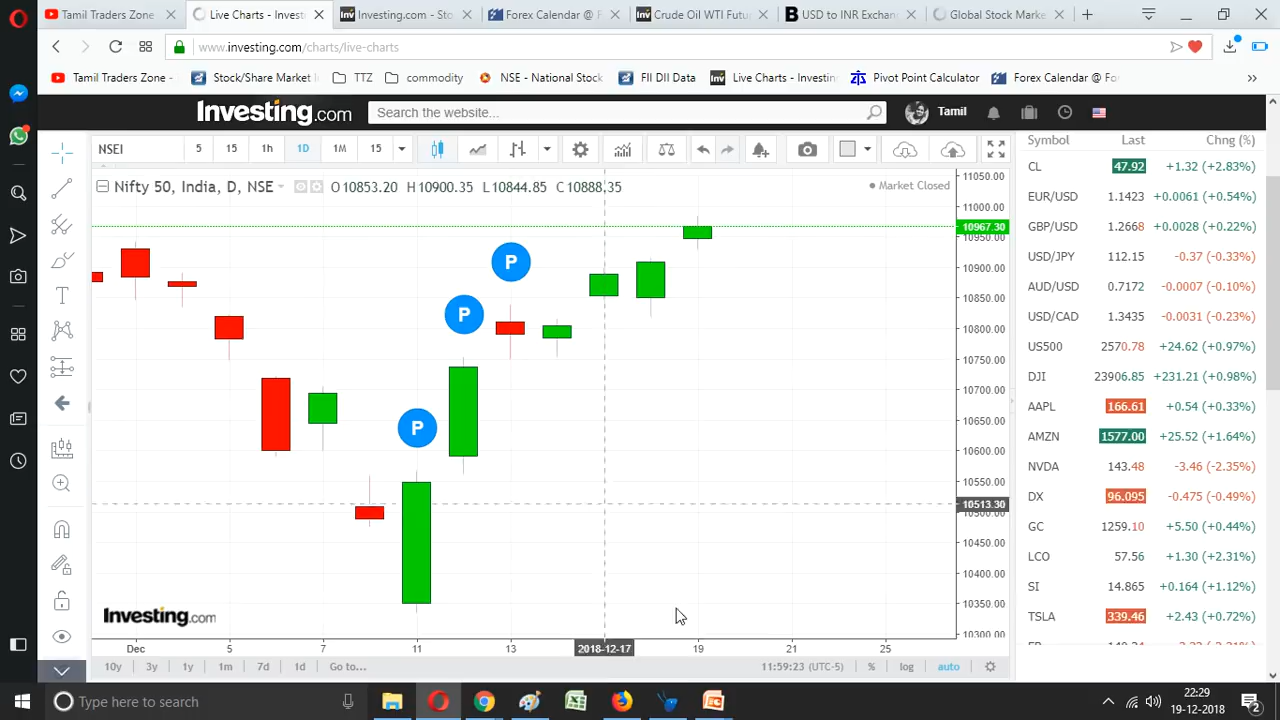 Tamil Traders Zone
Live Charts - Invest
Investing.com - Sto
Forex Calendar @ F
Crude Oil WTI Futu
USD to INR Exchan
Global Stock Marke
www.investing.com/charts/live-charts
Tamil Traders Zone -
Stock/Share Market I
TTZ
commodity
NSE - National Stock
FII DII Data
Live Charts - Investin
Pivot Point Calculator
Forex Calendar @ Fo
Investing.com
Search the website...
Tamil
NSEI
5
15
1h
1D
1M
15
Nifty 50, India, D, NSE
O10853.20 H10900.35 L10844.85 C10888.35
Market Closed
P
P
P
11050.00
11000.00
10967.30
10950.00
10900.00
10850.00
10800.00
10750.00
10700.00
10650.00
10600.00
10550.00
10513.30
10500.00
10450.00
10400.00
10350.00
10300.00
Investing.com
Dec 5 7 11 13 2018-12-17 19 21 25
10y 3y 1y 1m 7d 1d Go to...
11:59:23 (UTC-5) % log auto
Symbol Last Chng (%)
CL 47.92 +1.32 (+2.83%)
EUR/USD 1.1423 +0.0061 (+0.54%)
GBP/USD 1.2668 +0.0028 (+0.22%)
USD/JPY 112.15 -0.37 (-0.33%)
AUD/USD 0.7172 -0.0007 (-0.10%)
USD/CAD 1.3435 -0.0031 (-0.23%)
US500 2570.78 +24.62 (+0.97%)
DJI 23906.85 +231.21 (+0.98%)
AAPL 166.61 +0.54 (+0.33%)
AMZN 1577.00 +25.52 (+1.64%)
NVDA 143.48 -3.46 (-2.35%)
DX 96.095 -0.475 (-0.49%)
GC 1259.10 +5.50 (+0.44%)
LCO 57.56 +1.30 (+2.31%)
SI 14.865 +0.164 (+1.12%)
TSLA 339.46 +2.43 (+0.72%)
Type here to search
22:29
19-12-2018
2